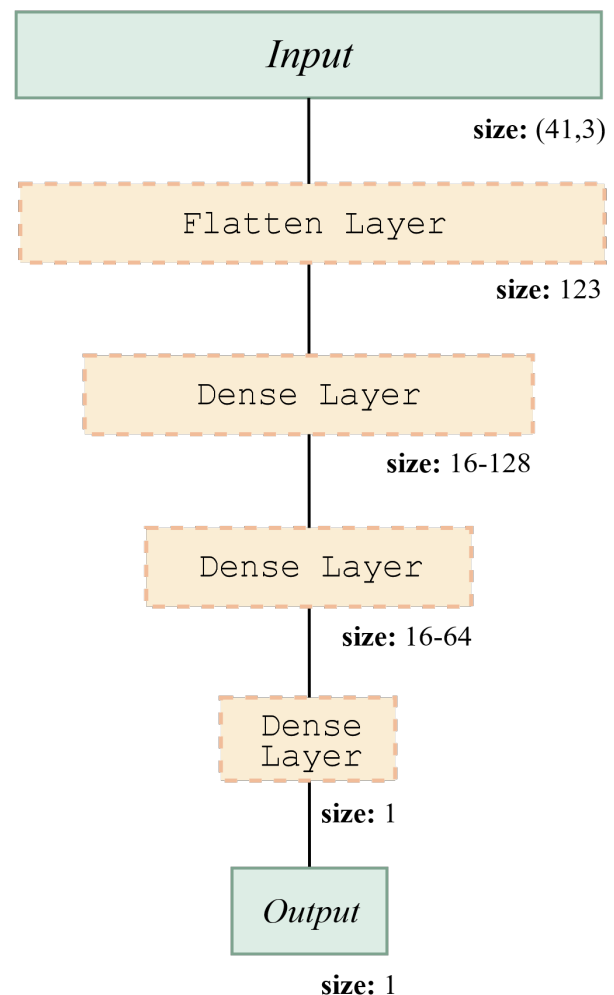 Input
size: (41,3)
Flatten Layer
size: 123
Dense Layer
size: 16-128
Dense Layer
size: 16-64
Dense
Layer
size: 1
Output
size: 1